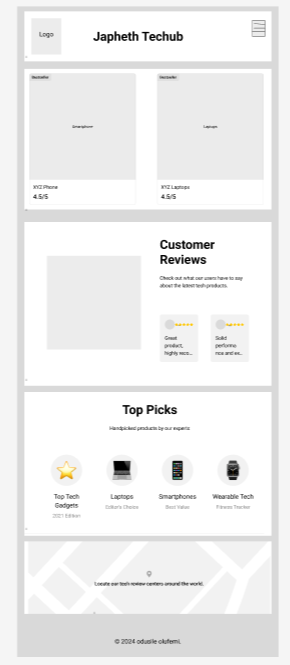 Logo
Japheth Techub
Bestseller
Bestseller
Smartphone
Laptops
XYZ Phone
4.5/5
XYZ Laptops
4.5/5
Customer
Reviews
Check out what our users have to say
about the latest tech products.
Great
product,
highly reco...
Solid
performa
nce and ex..
Top Picks
Handpicked products by our experts
Top Tech
Gadgets
2021 Edition
Laptops
Editor's Choice
Smartphones
Best Value
Wearable Tech
Fitness Tracker
Locate our tech review centers around the world.